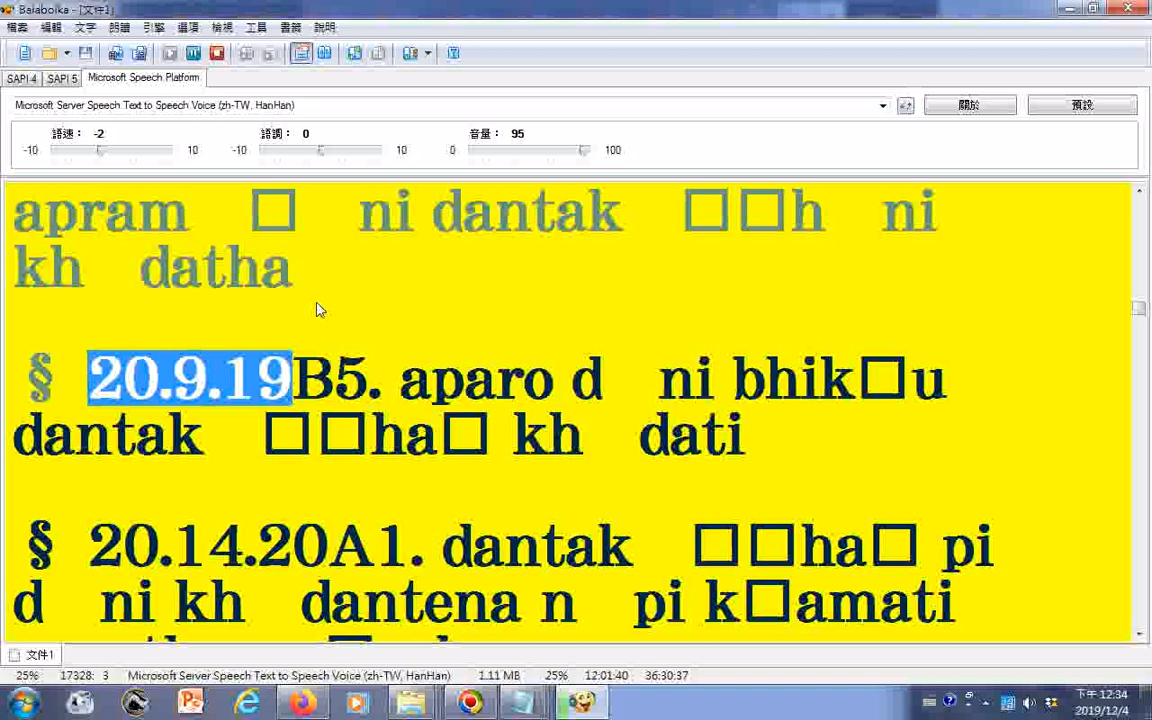 Balabolka - [文件1]
檔案 編輯 文字 朗讀 引擎 選項 檢視 工具 書籤 說明
SAPI 4 SAPI 5 Microsoft Speech Platform
Microsoft Server Speech Text to Speech Voice (zh-TW, HanHan) 關於 預設
語速: -2 語調: 0 音量: 95
-10 10 -10 10 0 100
apram □ ni dantak □□h ni
kh datha
§ 20.9.19B5. aparo d ni bhik□u
dantak □□ha□ kh dati
§ 20.14.20A1. dantak □□ha□ pi
d ni kh dantena n pi k□amati
文件1
25% 17328: 3 Microsoft Server Speech Text to Speech Voice (zh-TW, HanHan) 1.11 MB 25% 12:01:40 36:30:37
下午 12:34
2019/12/4